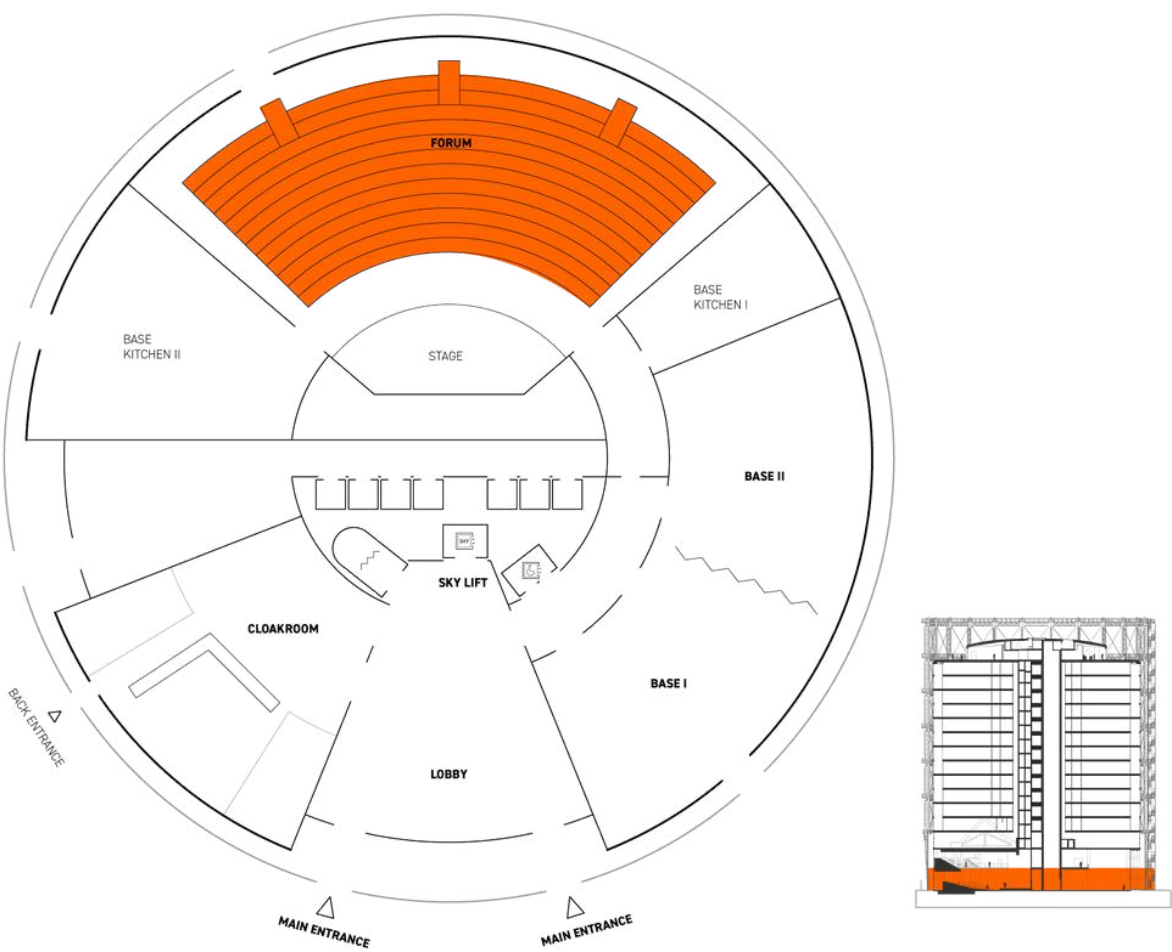 FORUM
BASE
KITCHEN I
BASE
KITCHEN II
STAGE
BASE II
SKY
SKY LIFT
CLOAKROOM
BASE I
BACK ENTRANCE
LOBBY
MAIN ENTRANCE
MAIN ENTRANCE